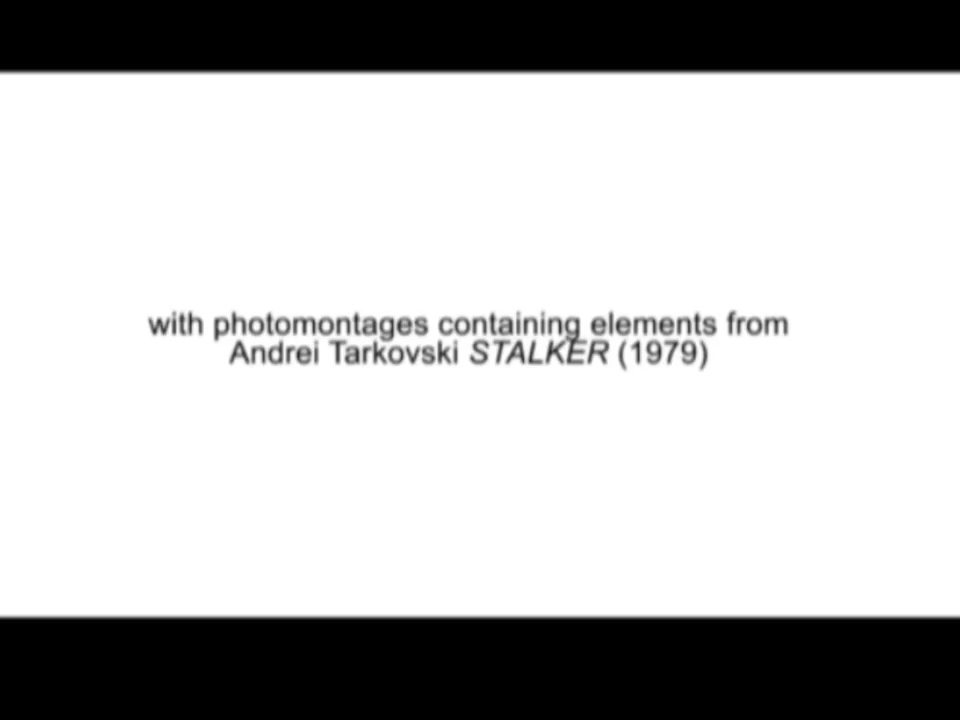 with photomontages containing elements from
Andrei Tarkovski STALKER (1979)